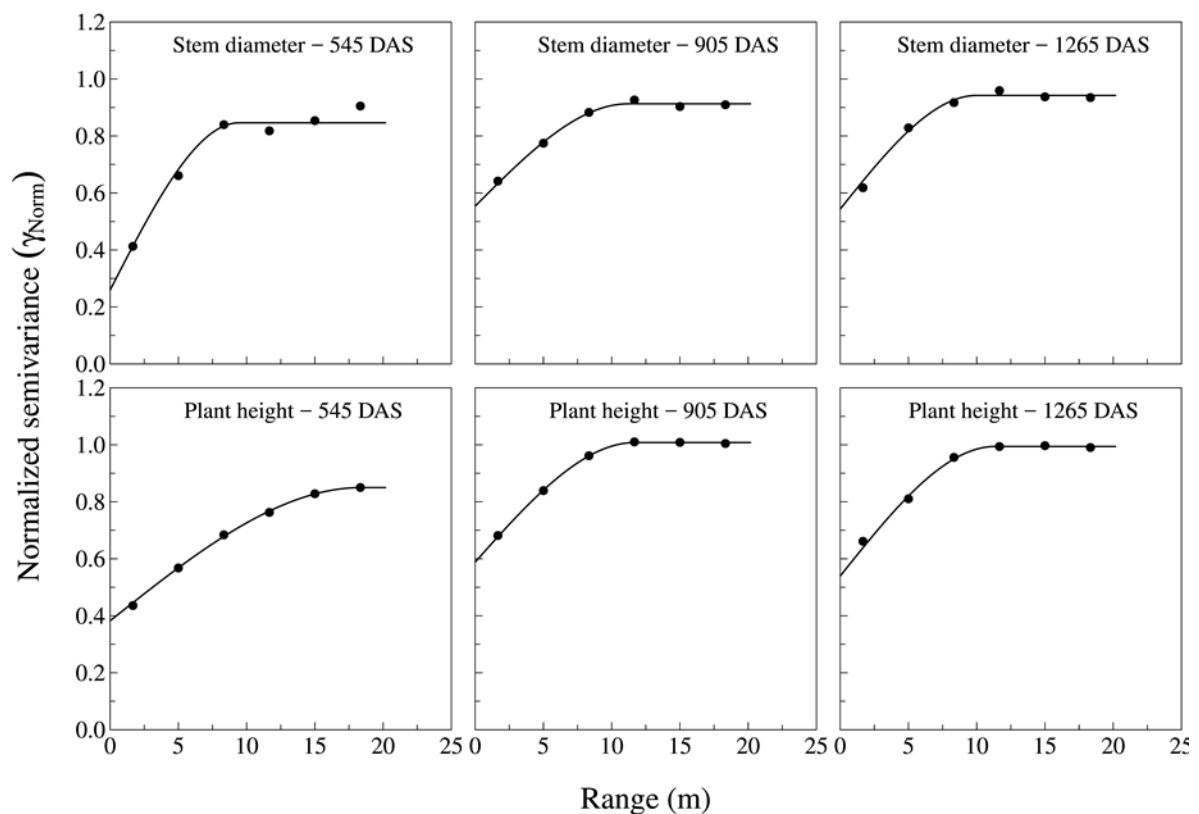 Normalized semivariance (γNorm)
1.2
1.0
0.8
0.6
0.4
0.2
0.0
Stem diameter – 545 DAS
Stem diameter – 905 DAS
Stem diameter – 1265 DAS
1.2
1.0
0.8
0.6
0.4
0.2
0.0
Plant height – 545 DAS
Plant height – 905 DAS
Plant height – 1265 DAS
0 5 10 15 20 25
0 5 10 15 20 25
0 5 10 15 20 25
Range (m)